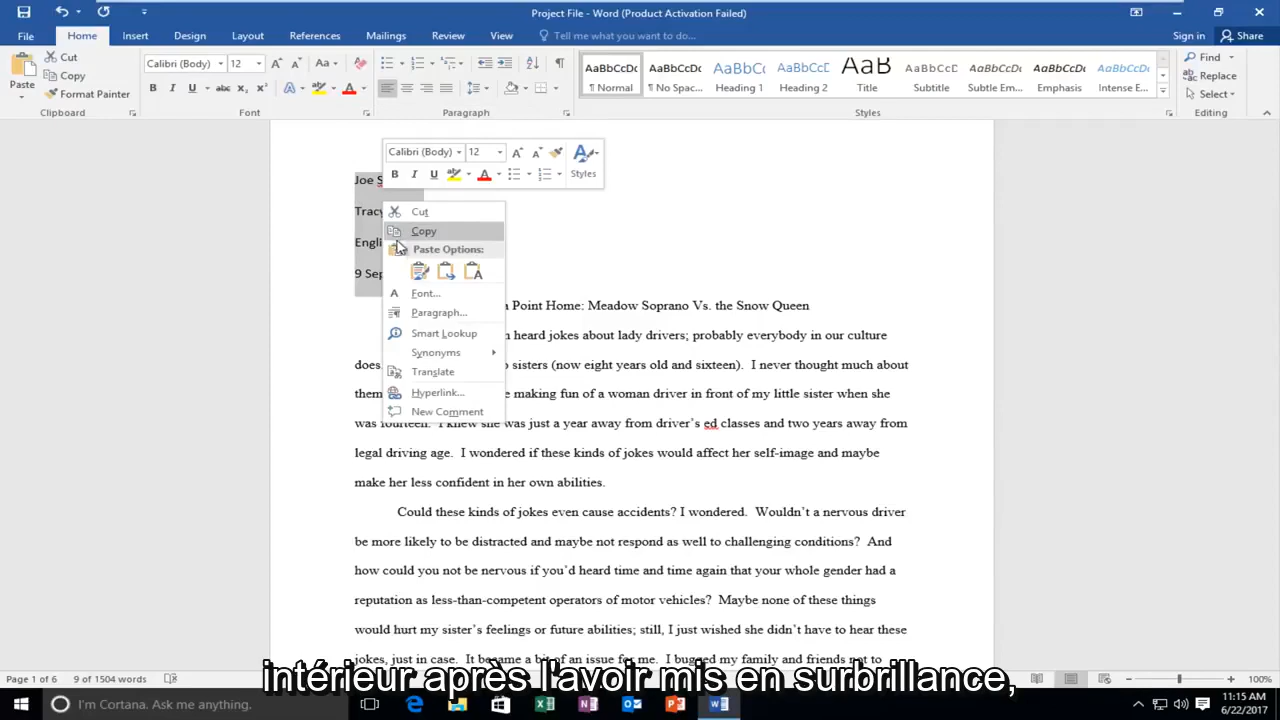 Project File - Word (Product Activation Failed)
File Home Insert Design Layout References Mailings Review View Tell me what you want to do... Sign in Share
Paste Cut Copy Format Painter Clipboard
Calibri (Body) 12 Font
Paragraph
AaBbCcDc ¶ Normal
AaBbCcDc ¶ No Spac...
AaBbC Heading 1
AaBbCcC Heading 2
AaB Title
AaBbCcD Subtitle
AaBbCcDc Subtle Em...
AaBbCcDc Emphasis
AaBbCcDc Intense E...
Styles
Find
Replace
Select
Editing
Calibri (Body) 12
B I U Styles
Joe S
Tracy
Engli
9 Sep
Cut
Copy
Paste Options:
Font...
Paragraph...
Smart Lookup
Synonyms
Translate
Hyperlink...
New Comment
Point Home: Meadow Soprano Vs. the Snow Queen
heard jokes about lady drivers; probably everybody in our culture
does sisters (now eight years old and sixteen). I never thought much about
them making fun of a woman driver in front of my little sister when she
was fourteen. I knew she was just a year away from driver's ed classes and two years away from
legal driving age. I wondered if these kinds of jokes would affect her self-image and maybe
make her less confident in her own abilities.
Could these kinds of jokes even cause accidents? I wondered. Wouldn't a nervous driver
be more likely to be distracted and maybe not respond as well to challenging conditions? And
how could you not be nervous if you'd heard time and time again that your whole gender had a
reputation as less-than-competent operators of motor vehicles? Maybe none of these things
would hurt my sister's feelings or future abilities; still, I just wished she didn't have to hear these
jokes, just in case. It became a bit of an issue for me. I bugged my family and friends not to
intérieur après l'avoir mis en surbrillance,
Page 1 of 6 9 of 1504 words 100%
I'm Cortana. Ask me anything.
11:15 AM
6/22/2017